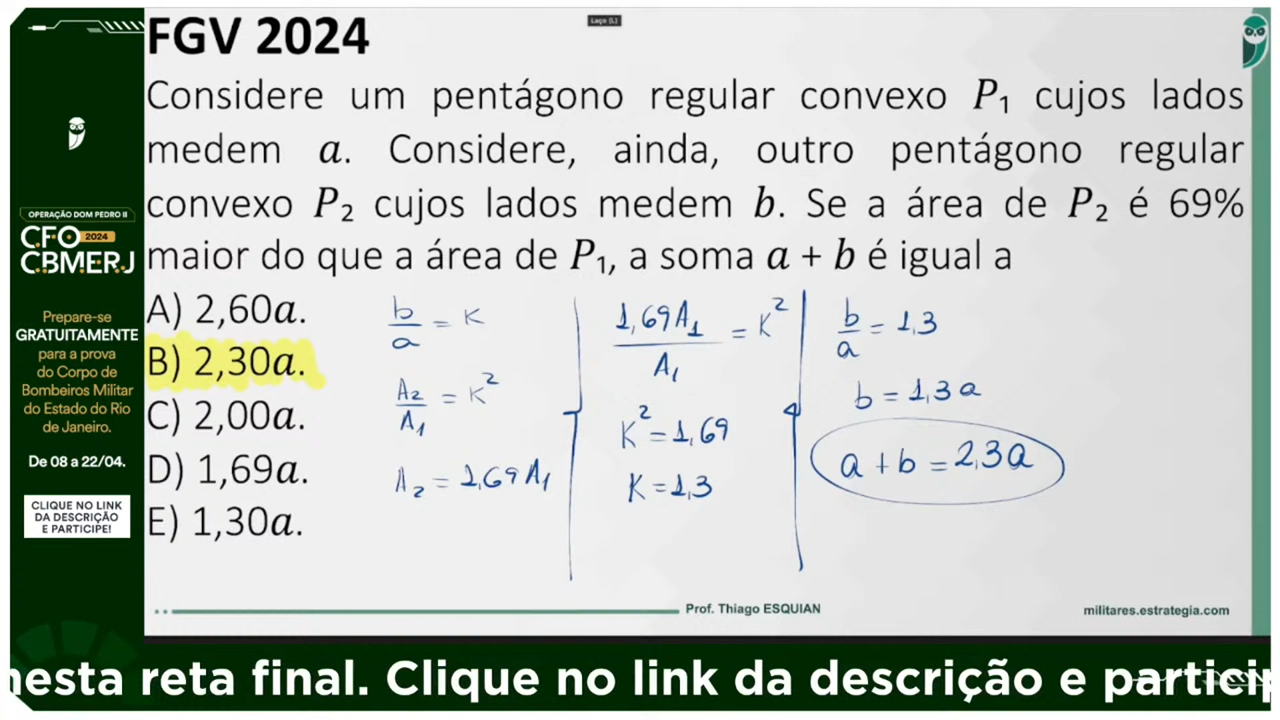 Laço (L)
FGV 2024
Considere um pentágono regular convexo P₁ cujos lados
medem a. Considere, ainda, outro pentágono regular
convexo P₂ cujos lados medem b. Se a área de P₂ é 69%
maior do que a área de P₁, a soma a + b é igual a
A) 2,60a.
B) 2,30a.
C) 2,00a.
D) 1,69a.
E) 1,30a.
b/a = K
A₂/A₁ = K²
A₂ = 1,69 A₁
1,69A₁/A₁ = K²
K² = 1,69
K = 1,3
b/a = 1,3
b = 1,3a
a + b = 2,3a
OPERAÇÃO DOM PEDRO II
CFO 2024
CBMERJ
Prepare-se
GRATUITAMENTE
para a prova
do Corpo de
Bombeiros Militar
do Estado do Rio
de Janeiro.
De 08 a 22/04.
CLIQUE NO LINK
DA DESCRIÇÃO
E PARTICIPE!
Prof. Thiago ESQUIAN
militares.estrategia.com
nesta reta final. Clique no link da descrição e particip